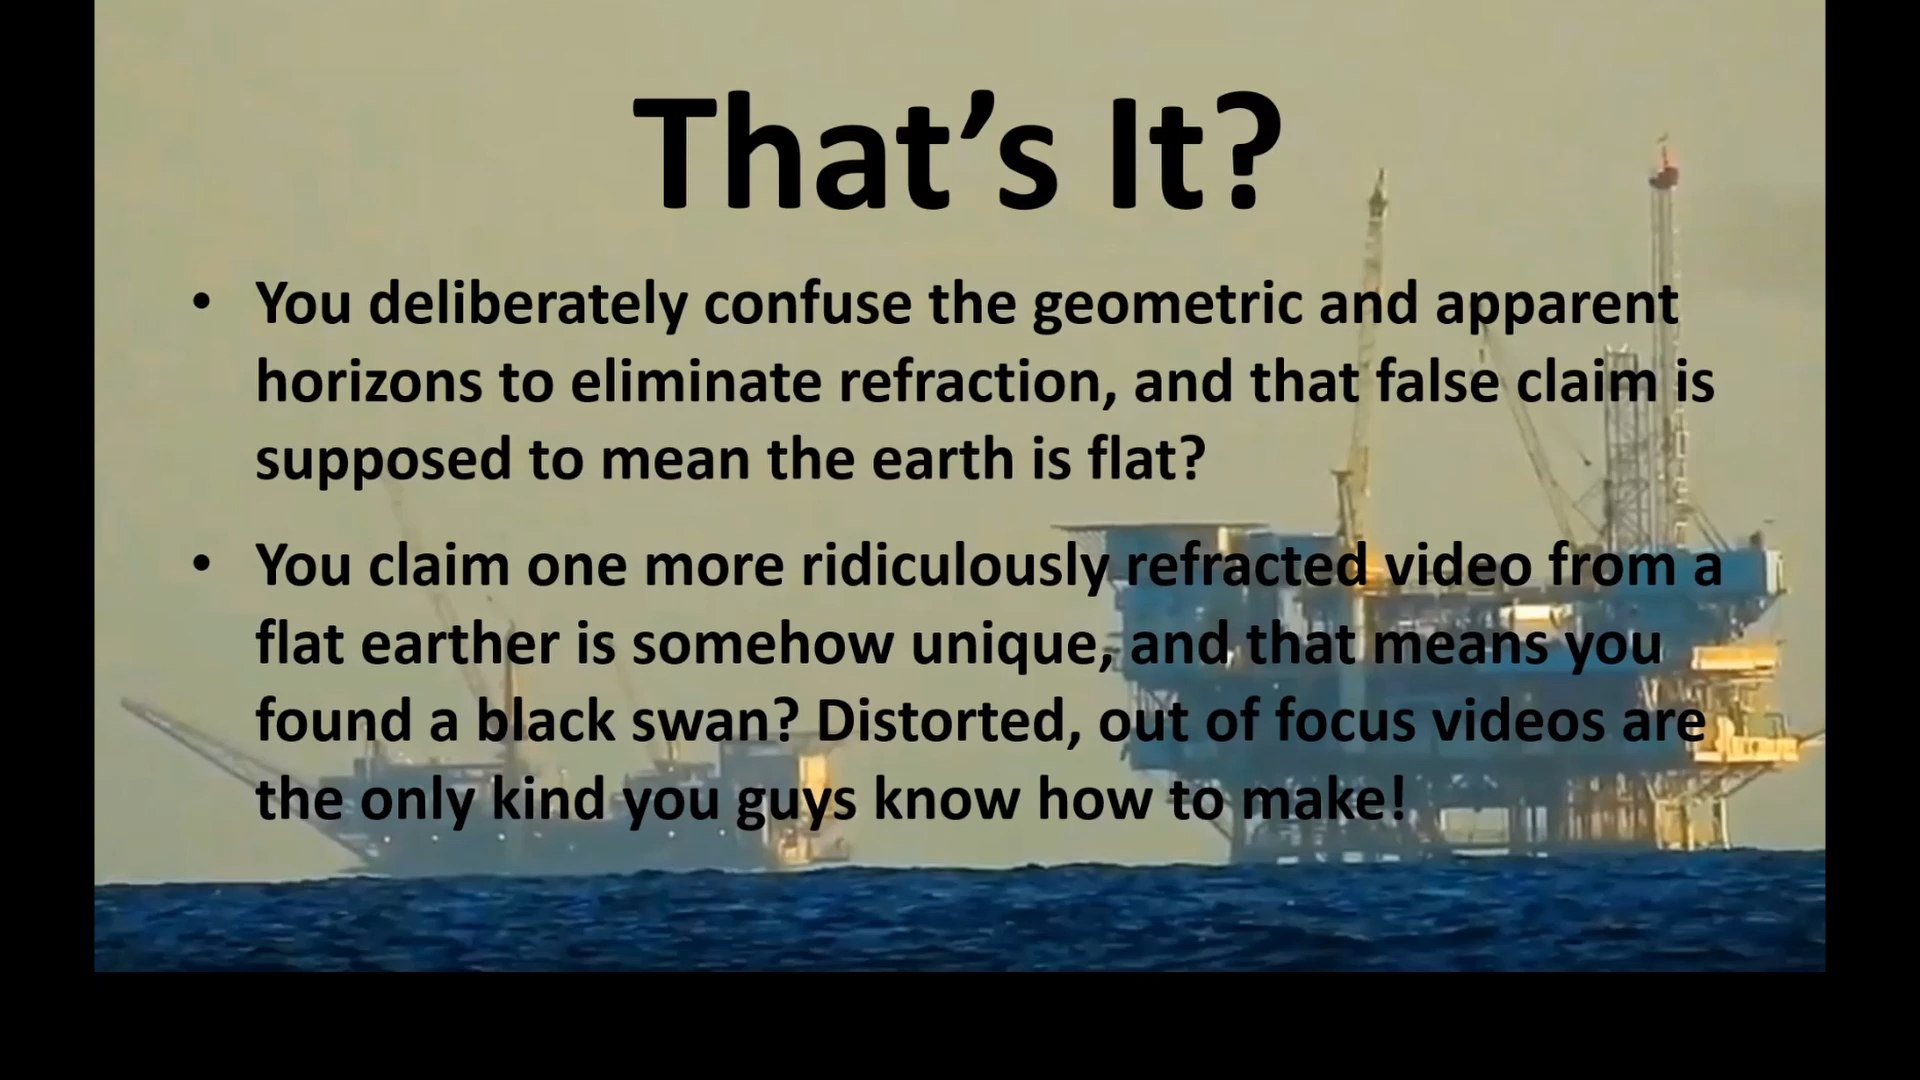 That’s It?
• You deliberately confuse the geometric and apparent
horizons to eliminate refraction, and that false claim is
supposed to mean the earth is flat?
• You claim one more ridiculously refracted video from a
flat earther is somehow unique, and that means you
found a black swan? Distorted, out of focus videos are
the only kind you guys know how to make!